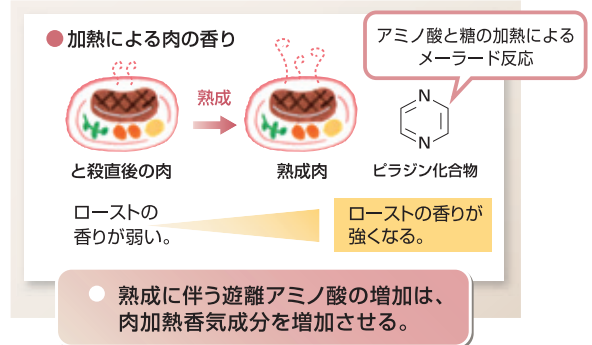 ●加熱による肉の香り
アミノ酸と糖の加熱による
メーラード反応
熟成
N
N
と殺直後の肉
熟成肉
ピラジン化合物
ローストの
香りが弱い。
ローストの香りが
強くなる。
● 熟成に伴う遊離アミノ酸の増加は、
肉加熱香気成分を増加させる。